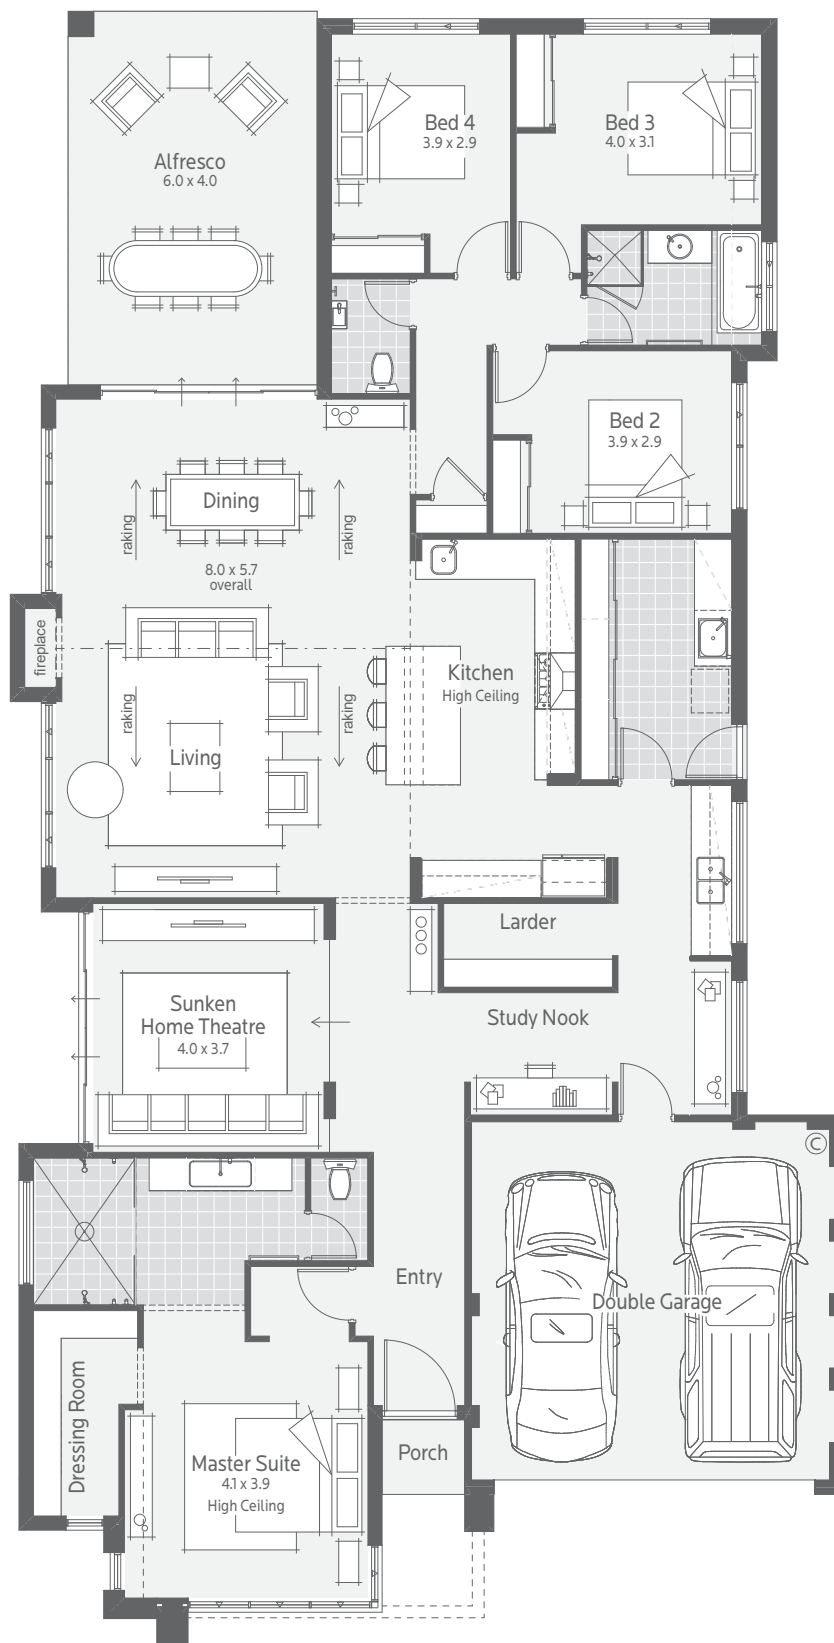 Bed 4
3.9 x 2.9
Bed 3
4.0 x 3.1
Alfresco
6.0 x 4.0
Bed 2
3.9 x 2.9
Dining
raking
raking
8.0 x 5.7
overall
fireplace
Kitchen
High Ceiling
raking
raking
Living
Larder
Sunken
Home Theatre
4.0 x 3.7
Study Nook
C
Entry
Double Garage
Dressing Room
Master Suite
4.1 x 3.9
High Ceiling
Porch